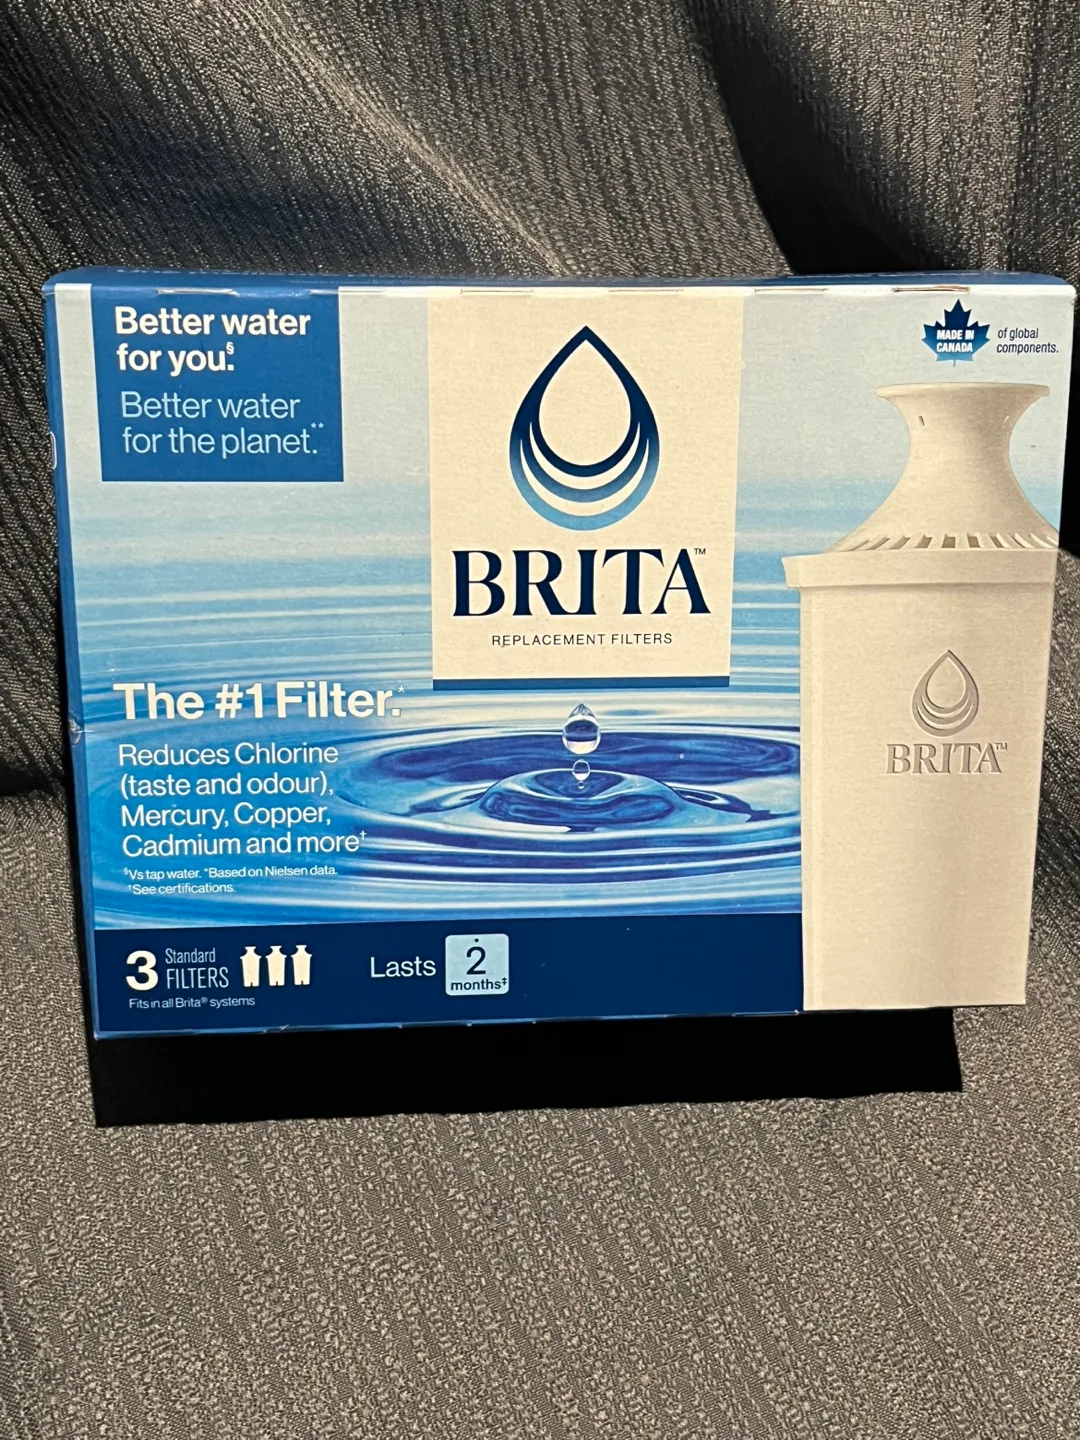 Better water
for you.§
Better water
for the planet.**
BRITA™
REPLACEMENT FILTERS
MADE IN
CANADA
of global
components.
BRITA™
The #1 Filter.*
Reduces Chlorine
(taste and odour),
Mercury, Copper,
Cadmium and more†
§Vs tap water. *Based on Nielsen data.
†See certifications.
3 Standard
FILTERS
Fits in all Brita® systems
Lasts 2
months‡